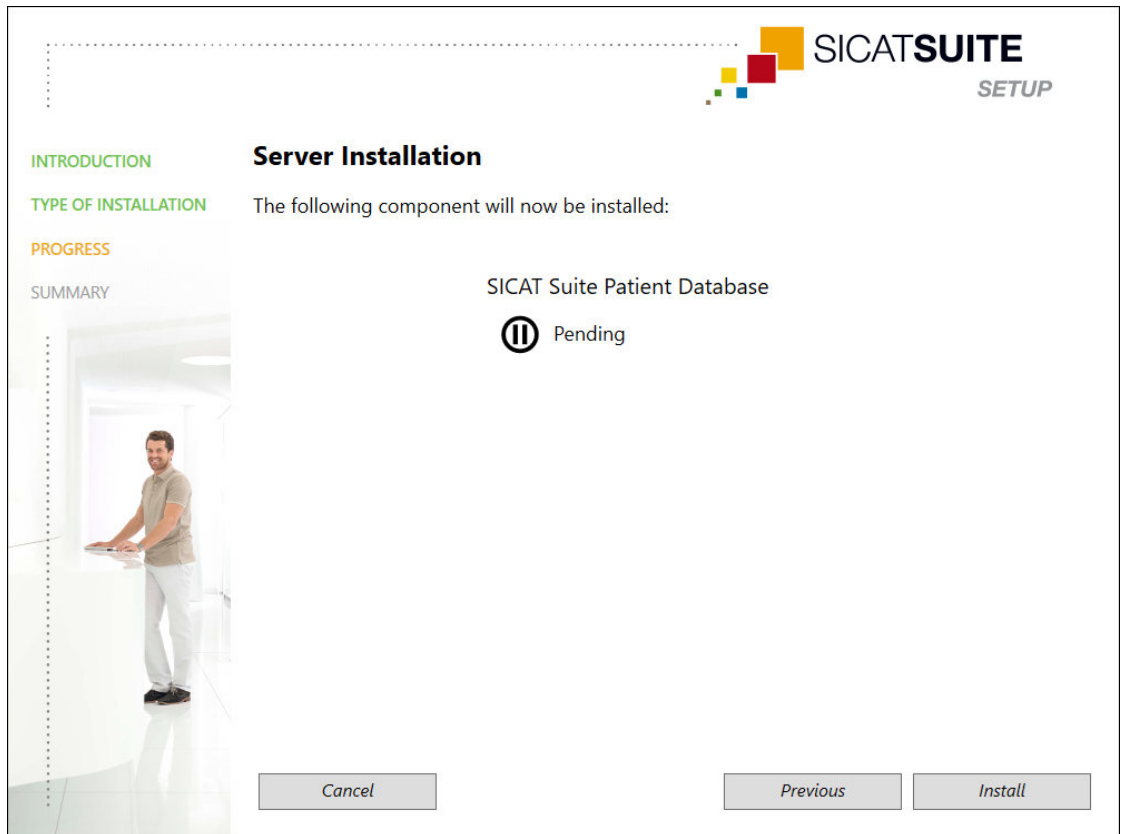 SICATSUITE
SETUP
INTRODUCTION
TYPE OF INSTALLATION
PROGRESS
SUMMARY
Server Installation
The following component will now be installed:
SICAT Suite Patient Database
Pending
Cancel
Previous
Install